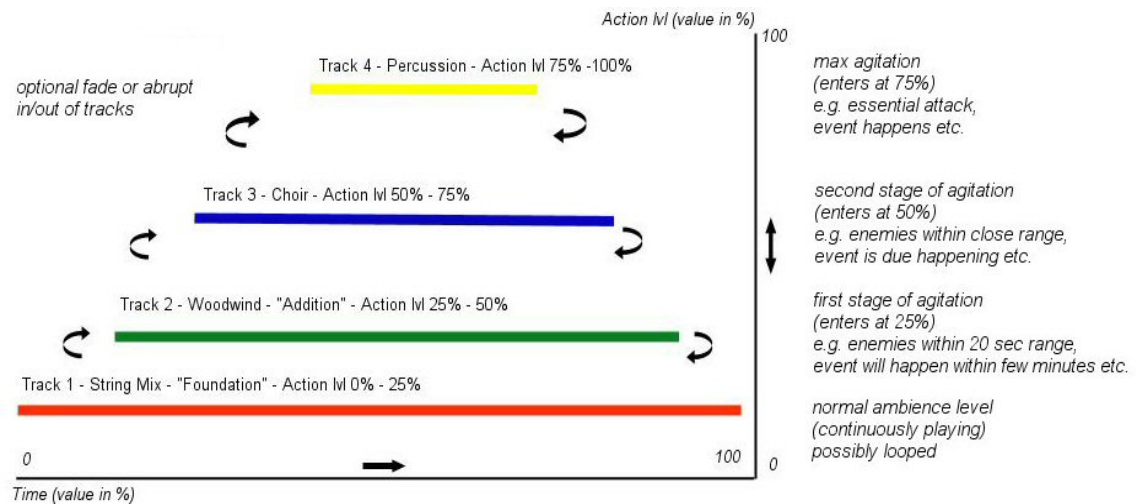 Action lvl (value in %)
100
Track 4 - Percussion - Action lvl 75% -100%
optional fade or abrupt
in/out of tracks
max agitation
(enters at 75%)
e.g. essential attack,
event happens etc.
Track 3 - Choir - Action lvl 50% - 75%
second stage of agitation
(enters at 50%)
e.g. enemies within close range,
event is due happening etc.
Track 2 - Woodwind - "Addition" - Action lvl 25% - 50%
first stage of agitation
(enters at 25%)
e.g. enemies within 20 sec range,
event will happen within few minutes etc.
Track 1 - String Mix - "Foundation" - Action lvl 0% - 25%
normal ambience level
(continuously playing)
possibly looped
0
100
0
Time (value in %)